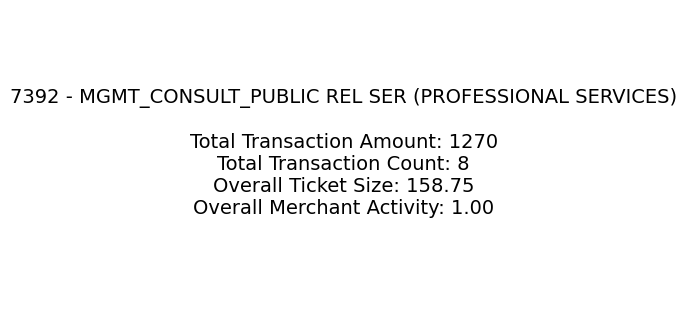 7392 - MGMT_CONSULT_PUBLIC REL SER (PROFESSIONAL SERVICES)
Total Transaction Amount: 1270
Total Transaction Count: 8
Overall Ticket Size: 158.75
Overall Merchant Activity: 1.00